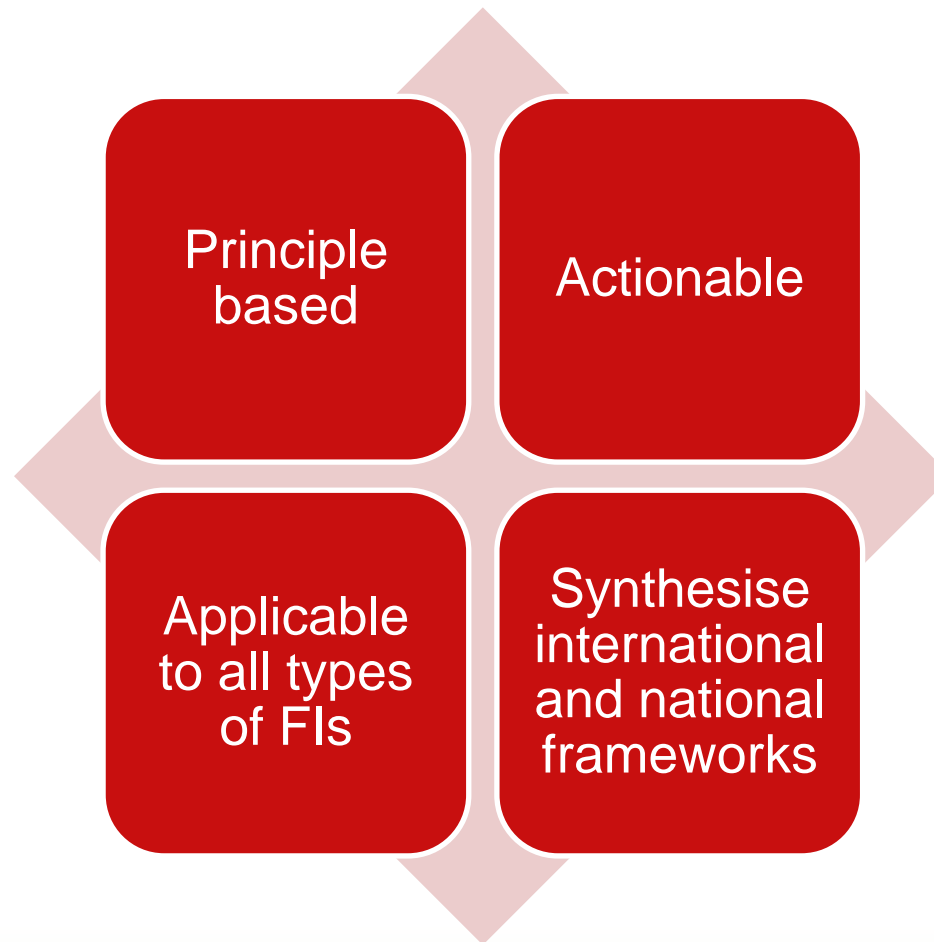 Principle
based
Actionable
Applicable
to all types
of FIs
Synthesise
international
and national
frameworks